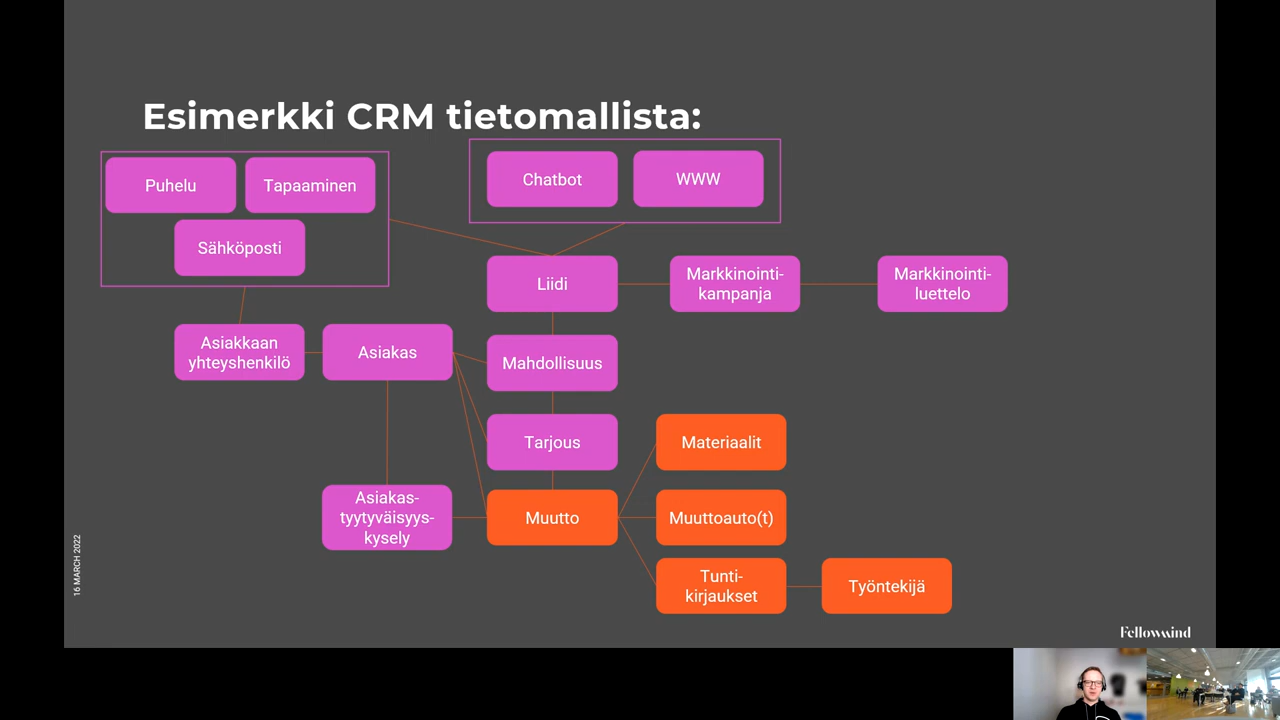 Esimerkki CRM tietomallista:
Puhelu
Tapaaminen
Sähköposti
Chatbot
WWW
Liidi
Markkinointi-
kampanja
Markkinointi-
luettelo
Asiakkaan
yhteyshenkilö
Asiakas
Mahdollisuus
Tarjous
Materiaalit
Asiakas-
tyytyväisyys-
kysely
Muutto
Muuttoauto(t)
Tunti-
kirjaukset
Työntekijä
16 MARCH 2022
Fellowmind